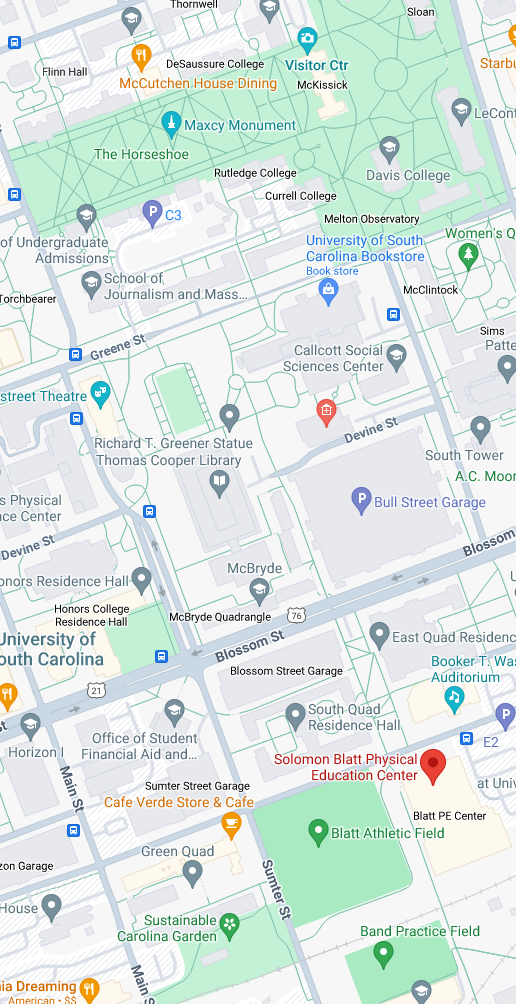 Thornwell
Sloan
DeSaussure College
Visitor Ctr
Starbu
Flinn Hall
McCutchen House Dining
McKissick
LeCont
Maxcy Monument
The Horseshoe
Davis College
Rutledge College
Currell College
C3
Melton Observatory
of Undergraduate
Admissions
University of South
Carolina Bookstore
Book store
Women's Q
School of
Journalism and Mass...
McClintock
Torchbearer
Sims
Greene St
Callcott Social
Sciences Center
Patte
street Theatre
Devine St
Richard T. Greener Statue
Thomas Cooper Library
South Tower
A.C. Moor
s Physical
nce Center
P
Bull Street Garage
Devine St
Blossom
McBryde
onors Residence Hall
Honors College
Residence Hall
McBryde Quadrangle
76
University of
outh Carolina
Blossom St
East Quad Residenc
Blossom Street Garage
Booker T. Was
Auditorium
21
St
South Quad
Residence Hall
Horizon I
Office of Student
Financial Aid and...
E2
Solomon Blatt Physical
Education Center
Main St
Sumter Street Garage
at Univ
Cafe Verde Store & Cafe
Blatt PE Center
Blatt Athletic Field
Green Quad
zon Garage
Sumter St
House
Sustainable
Carolina Garden
Band Practice Field
Main St
ia Dreaming
American • $$